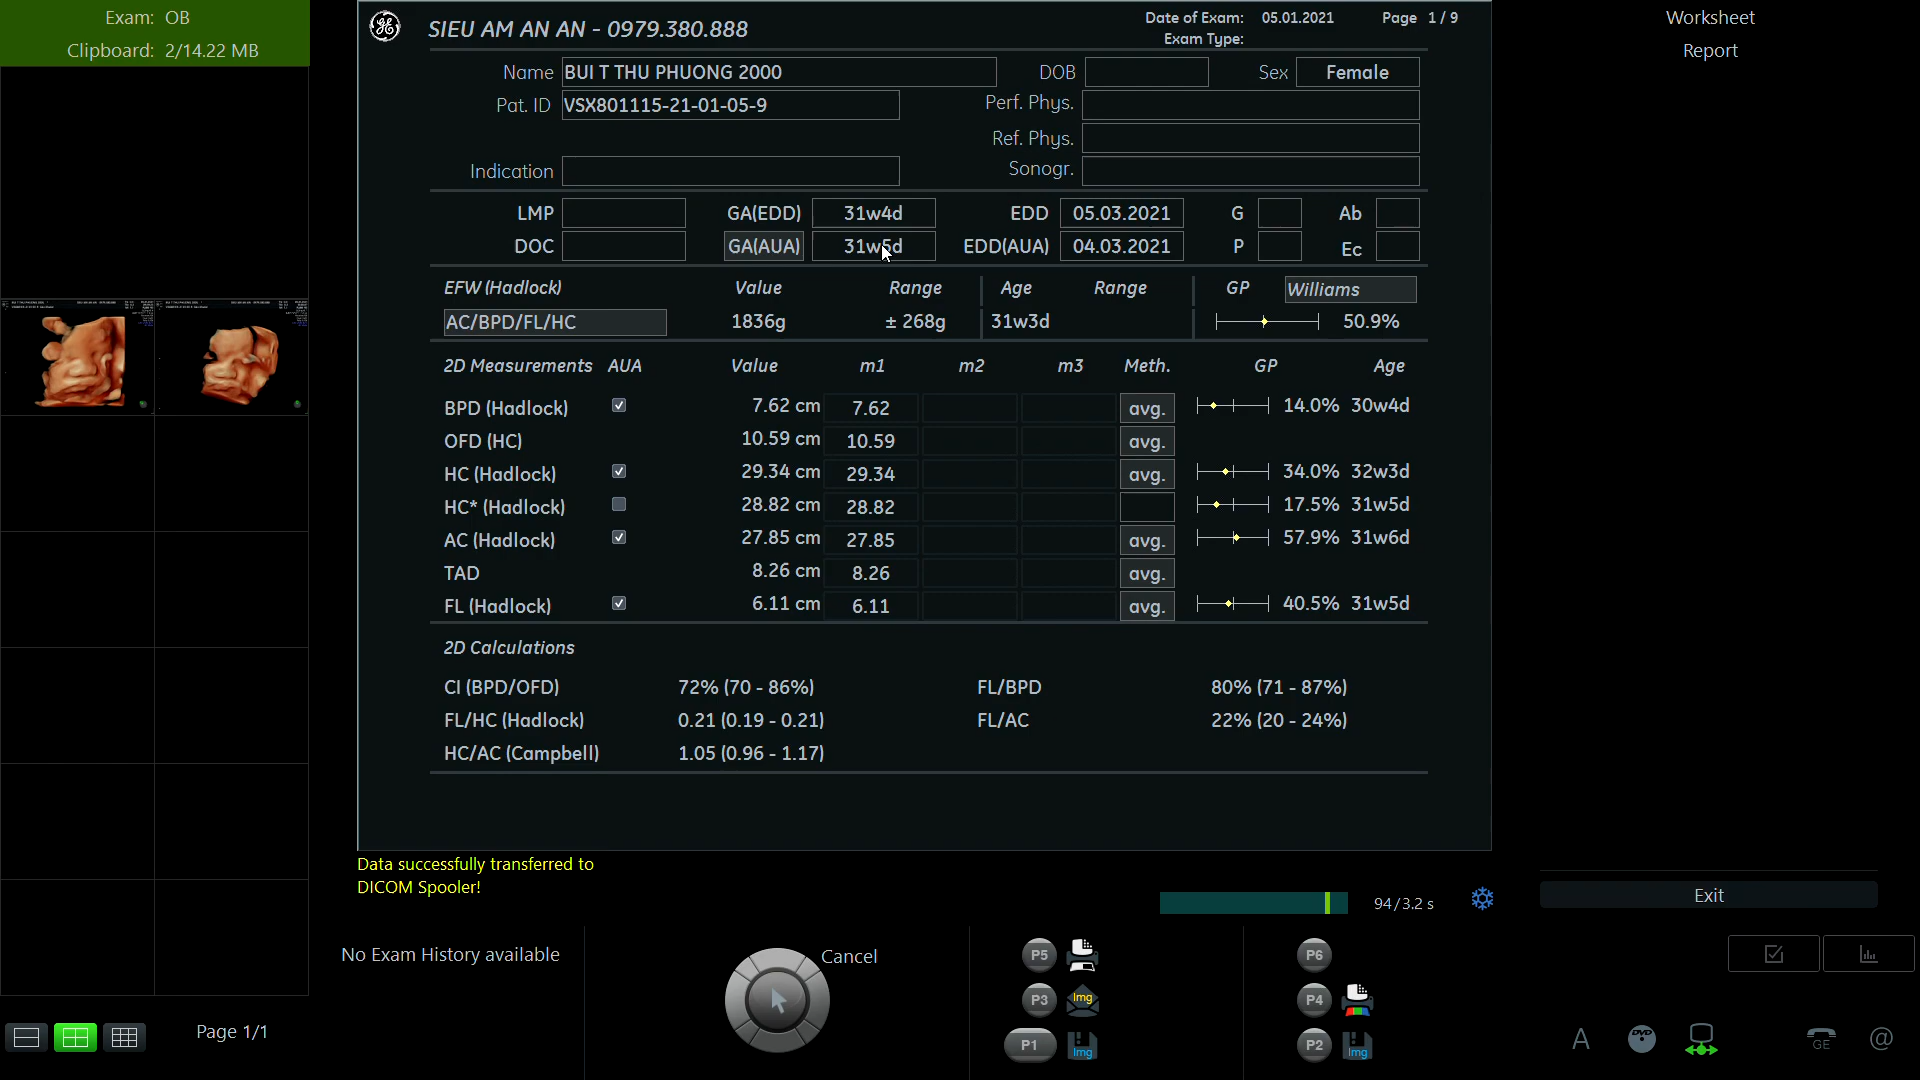 Exam: OB
Clipboard: 2/14.22 MB
SIEU AM AN AN - 0979.380.888
Date of Exam: 05.01.2021 Page 1 / 9
Exam Type:
Name BUI T THU PHUONG 2000 DOB Sex Female
Pat. ID VSX801115-21-01-05-9 Perf. Phys.
Ref. Phys.
Indication Sonogr.
LMP GA(EDD) 31w4d EDD 05.03.2021 G Ab
DOC GA(AUA) 31w5d EDD(AUA) 04.03.2021 P Ec
EFW (Hadlock) Value Range Age Range GP Williams
AC/BPD/FL/HC 1836g ± 268g 31w3d 50.9%
2D Measurements AUA Value m1 m2 m3 Meth. GP Age
BPD (Hadlock) 7.62 cm 7.62 avg. 14.0% 30w4d
OFD (HC) 10.59 cm 10.59 avg.
HC (Hadlock) 29.34 cm 29.34 avg. 34.0% 32w3d
HC* (Hadlock) 28.82 cm 28.82 17.5% 31w5d
AC (Hadlock) 27.85 cm 27.85 avg. 57.9% 31w6d
TAD 8.26 cm 8.26 avg.
FL (Hadlock) 6.11 cm 6.11 avg. 40.5% 31w5d
2D Calculations
CI (BPD/OFD) 72% (70 - 86%) FL/BPD 80% (71 - 87%)
FL/HC (Hadlock) 0.21 (0.19 - 0.21) FL/AC 22% (20 - 24%)
HC/AC (Campbell) 1.05 (0.96 - 1.17)
Data successfully transferred to
DICOM Spooler!
94/3.2 s
No Exam History available
Cancel
P5
P3 Img
P1 Img
P6
P4
P2 Img
Page 1/1
Worksheet
Report
Exit
A DVD GE @